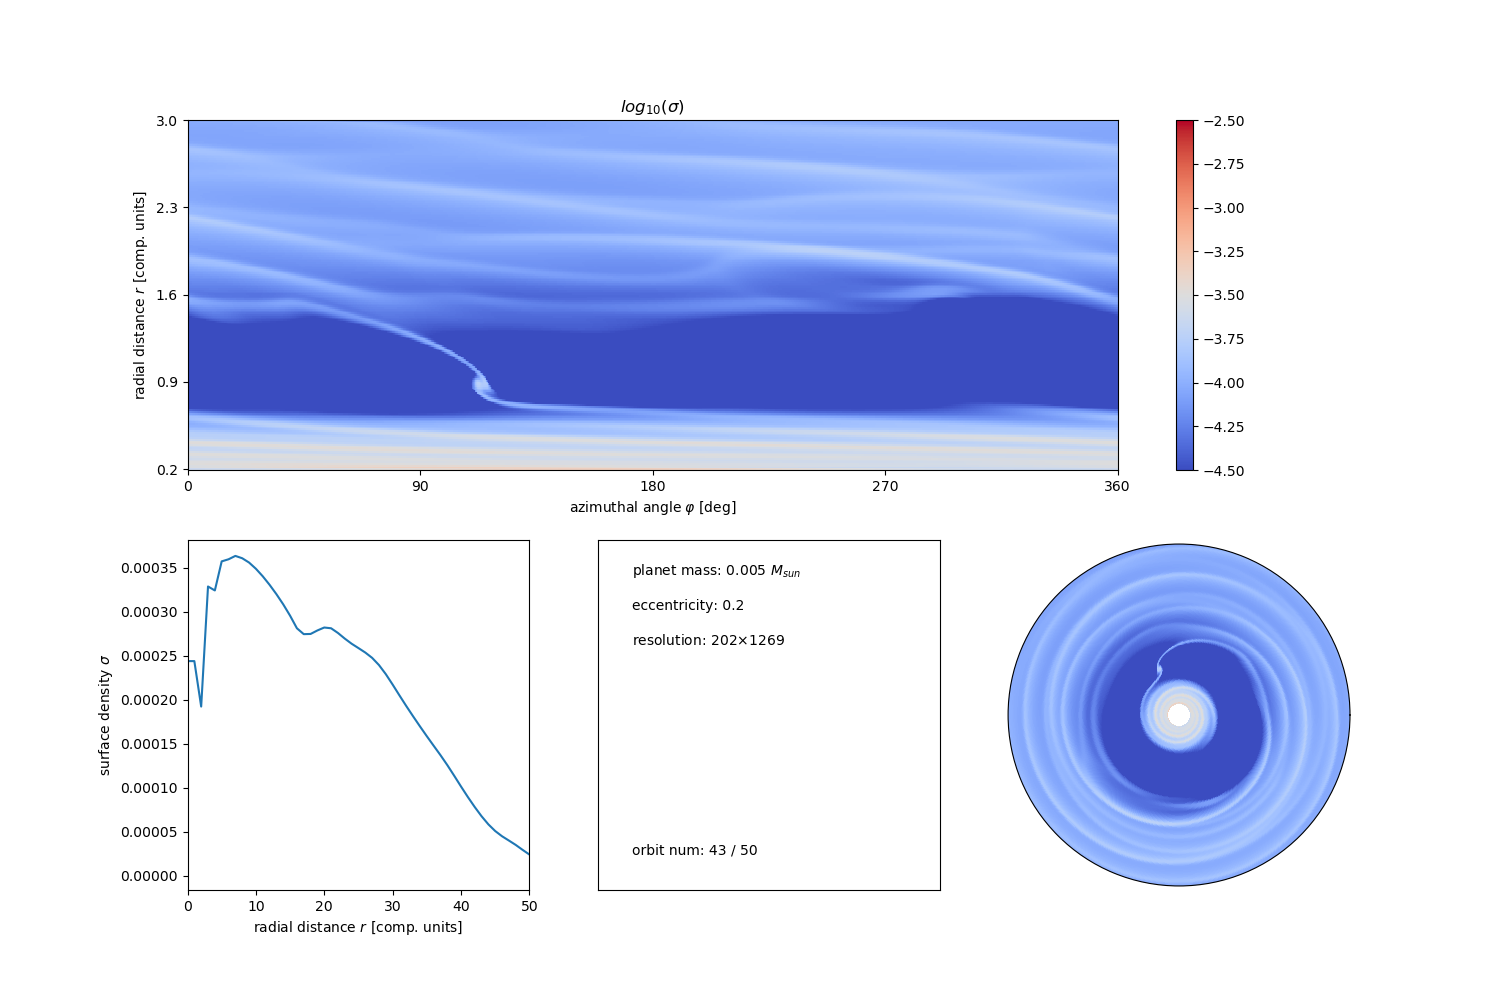 log₁₀(σ)
3.0
2.3
1.6
0.9
0.2
radial distance r [comp. units]
0 90 180 270 360
azimuthal angle φ [deg]
−2.50
−2.75
−3.00
−3.25
−3.50
−3.75
−4.00
−4.25
−4.50
0.00035
0.00030
0.00025
0.00020
0.00015
0.00010
0.00005
0.00000
surface density σ
0 10 20 30 40 50
radial distance r [comp. units]
planet mass: 0.005 Mₛᵤₙ
eccentricity: 0.2
resolution: 202×1269
orbit num: 43 / 50